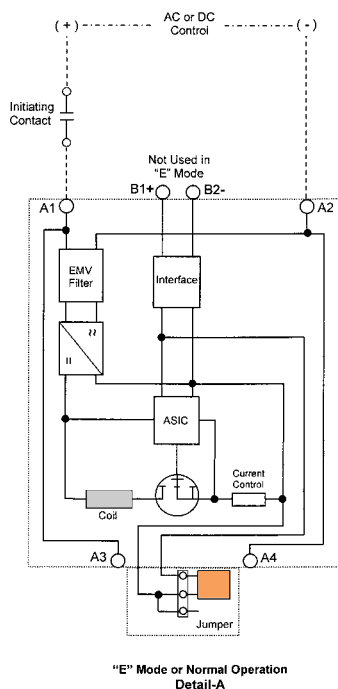 (+)
AC or DC
Control
(-)
Initiating
Contact
Not Used in
"E" Mode
B1+
B2-
A1
A2
EMV
Filter
Interface
ASIC
Current
Control
Coil
A3
A4
Jumper
"E" Mode or Normal Operation
Detail-A